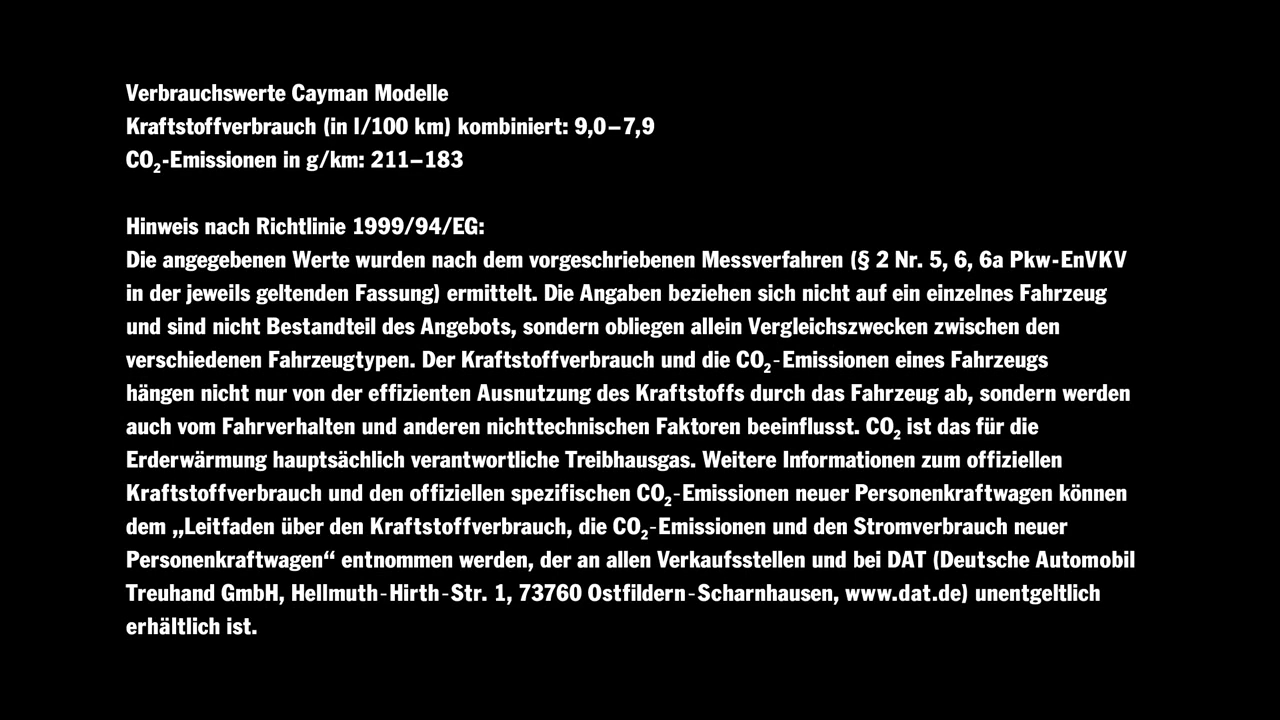 Verbrauchswerte Cayman Modelle
Kraftstoffverbrauch (in l/100 km) kombiniert: 9,0–7,9
CO₂-Emissionen in g/km: 211–183
Hinweis nach Richtlinie 1999/94/EG:
Die angegebenen Werte wurden nach dem vorgeschriebenen Messverfahren (§ 2 Nr. 5, 6, 6a Pkw-EnVKV
in der jeweils geltenden Fassung) ermittelt. Die Angaben beziehen sich nicht auf ein einzelnes Fahrzeug
und sind nicht Bestandteil des Angebots, sondern obliegen allein Vergleichszwecken zwischen den
verschiedenen Fahrzeugtypen. Der Kraftstoffverbrauch und die CO₂-Emissionen eines Fahrzeugs
hängen nicht nur von der effizienten Ausnutzung des Kraftstoffs durch das Fahrzeug ab, sondern werden
auch vom Fahrverhalten und anderen nichttechnischen Faktoren beeinflusst. CO₂ ist das für die
Erderwärmung hauptsächlich verantwortliche Treibhausgas. Weitere Informationen zum offiziellen
Kraftstoffverbrauch und den offiziellen spezifischen CO₂-Emissionen neuer Personenkraftwagen können
dem „Leitfaden über den Kraftstoffverbrauch, die CO₂-Emissionen und den Stromverbrauch neuer
Personenkraftwagen“ entnommen werden, der an allen Verkaufsstellen und bei DAT (Deutsche Automobil
Treuhand GmbH, Hellmuth-Hirth-Str. 1, 73760 Ostfildern-Scharnhausen, www.dat.de) unentgeltlich
erhältlich ist.